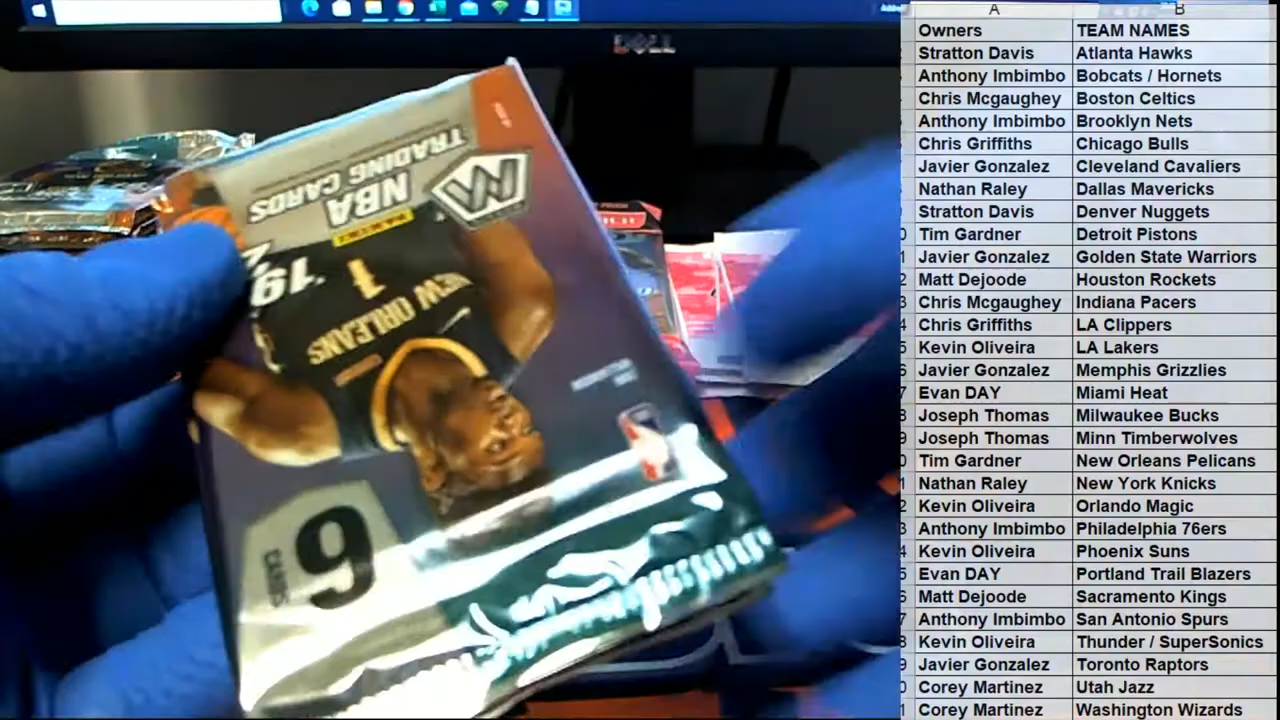 DELL
NBA
TRADING CARDS
PANINI
M
'19
1
NEW ORLEANS
6
CARDS
A B
Owners TEAM NAMES
Stratton Davis Atlanta Hawks
Anthony Imbimbo Bobcats / Hornets
Chris Mcgaughey Boston Celtics
Anthony Imbimbo Brooklyn Nets
Chris Griffiths Chicago Bulls
Javier Gonzalez Cleveland Cavaliers
Nathan Raley Dallas Mavericks
Stratton Davis Denver Nuggets
Tim Gardner Detroit Pistons
Javier Gonzalez Golden State Warriors
Matt Dejoode Houston Rockets
Chris Mcgaughey Indiana Pacers
Chris Griffiths LA Clippers
Kevin Oliveira LA Lakers
Javier Gonzalez Memphis Grizzlies
Evan DAY Miami Heat
Joseph Thomas Milwaukee Bucks
Joseph Thomas Minn Timberwolves
Tim Gardner New Orleans Pelicans
Nathan Raley New York Knicks
Kevin Oliveira Orlando Magic
Anthony Imbimbo Philadelphia 76ers
Kevin Oliveira Phoenix Suns
Evan DAY Portland Trail Blazers
Matt Dejoode Sacramento Kings
Anthony Imbimbo San Antonio Spurs
Kevin Oliveira Thunder / SuperSonics
Javier Gonzalez Toronto Raptors
Corey Martinez Utah Jazz
Corey Martinez Washington Wizards